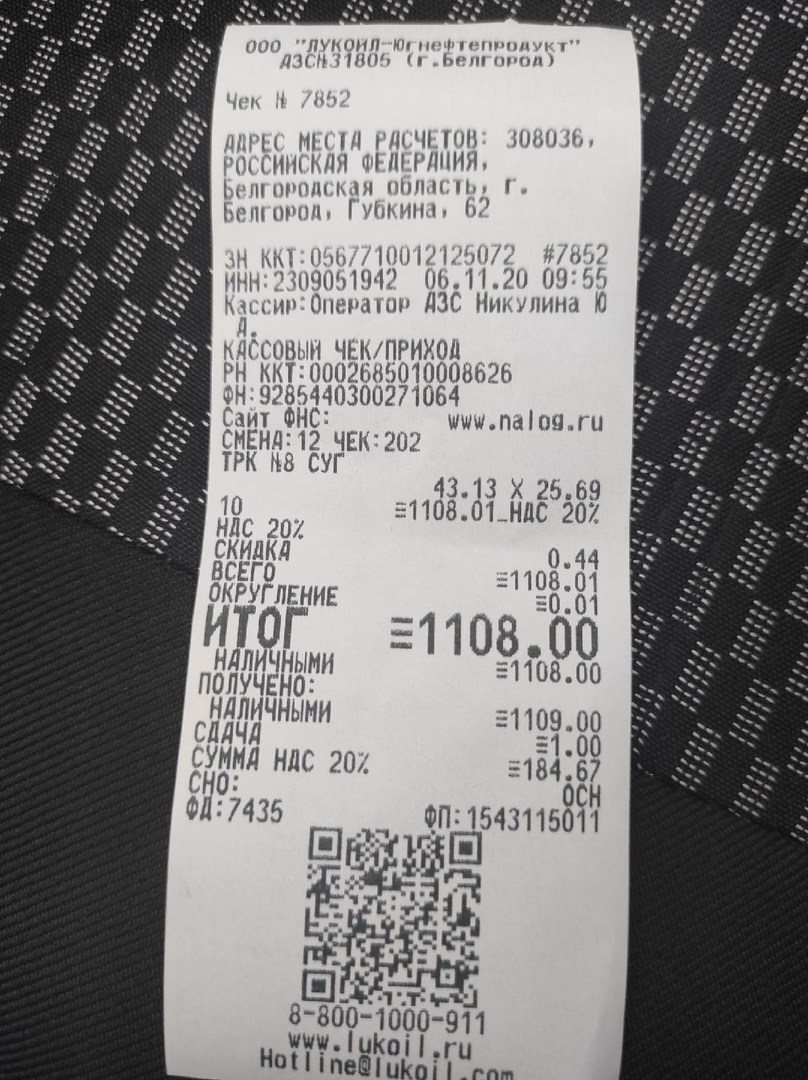 ООО "ЛУКОЙЛ-Югнефтепродукт"
АЗС№31805 (г.Белгород)
Чек № 7852
АДРЕС МЕСТА РАСЧЕТОВ: 308036,
РОССИЙСКАЯ ФЕДЕРАЦИЯ,
Белгородская область, г.
Белгород, Губкина, 62
ЗН ККТ:0567710012125072 #7852
ИНН:2309051942 06.11.20 09:55
Кассир:Оператор АЗС Никулина Ю
Д.
КАССОВЫЙ ЧЕК/ПРИХОД
РН ККТ:0002685010008626
ФН:9285440300271064
Сайт ФНС: www.nalog.ru
СМЕНА:12 ЧЕК:202
ТРК №8 СУГ
43.13 X 25.69
10 ≡1108.01_НДС 20%
НДС 20%
СКИДКА 0.44
ВСЕГО ≡1108.01
ОКРУГЛЕНИЕ ≡0.01
ИТОГ ≡1108.00
НАЛИЧНЫМИ ≡1108.00
ПОЛУЧЕНО:
НАЛИЧНЫМИ ≡1109.00
СДАЧА ≡1.00
СУММА НДС 20% ≡184.67
СНО: ОСН
ФД:7435 ФП:1543115011
8-800-1000-911
www.lukoil.ru
Hotline@lukoil.com